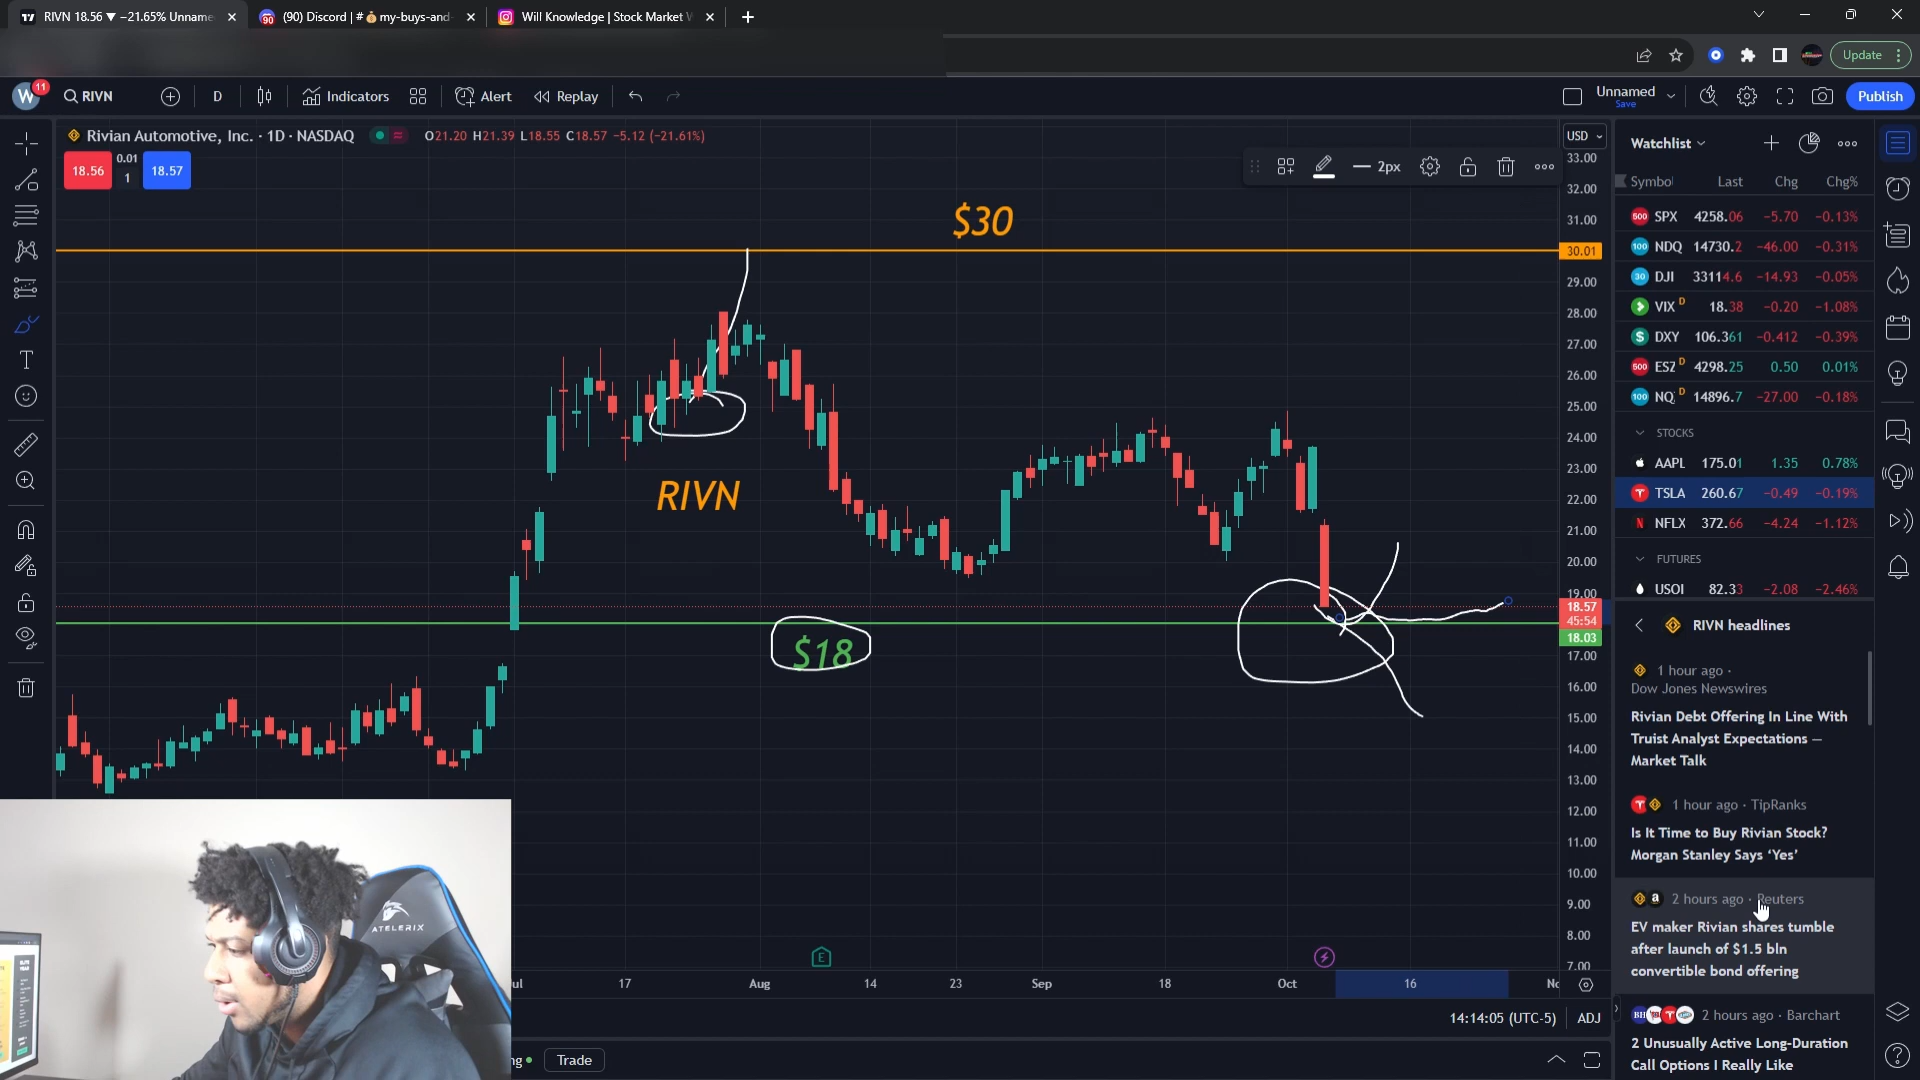 RIVN 18.56 ▼ −21.65% Unname
(90) Discord | # 💰my-buys-and-
Will Knowledge | Stock Market
Update
W 11 RIVN D Indicators Alert Replay Unnamed Save Publish
Rivian Automotive, Inc. · 1D · NASDAQ O21.20 H21.39 L18.55 C18.57 −5.12 (−21.61%)
18.56 0.01 1 18.57
2px
USD
33.00
32.00
31.00
30.01
29.00
28.00
27.00
26.00
25.00
24.00
23.00
22.00
21.00
20.00
19.00
18.57
45:54
18.03
17.00
16.00
15.00
14.00
13.00
12.00
11.00
10.00
9.00
8.00
7.00
$30
RIVN
$18
E
ul 17 Aug 14 23 Sep 18 Oct 16 No
14:14:05 (UTC-5) ADJ
ng Trade
ATELERIX
Watchlist
Symbol Last Chg Chg%
500 SPX 4258.06 −5.70 −0.13%
100 NDQ 14730.2 −46.00 −0.31%
30 DJI 33114.6 −14.93 −0.05%
VIX D 18.38 −0.20 −1.08%
$ DXY 106.361 −0.412 −0.39%
500 ESZ D 4298.25 0.50 0.01%
100 NQ D 14896.7 −27.00 −0.18%
STOCKS
AAPL 175.01 1.35 0.78%
TSLA 260.67 −0.49 −0.19%
N NFLX 372.66 −4.24 −1.12%
FUTURES
USOI 82.33 −2.08 −2.46%
RIVN headlines
1 hour ago ·
Dow Jones Newswires
Rivian Debt Offering In Line With
Truist Analyst Expectations —
Market Talk
1 hour ago · TipRanks
Is It Time to Buy Rivian Stock?
Morgan Stanley Says ‘Yes’
a 2 hours ago · Reuters
EV maker Rivian shares tumble
after launch of $1.5 bln
convertible bond offering
BH 2 hours ago · Barchart
2 Unusually Active Long-Duration
Call Options I Really Like